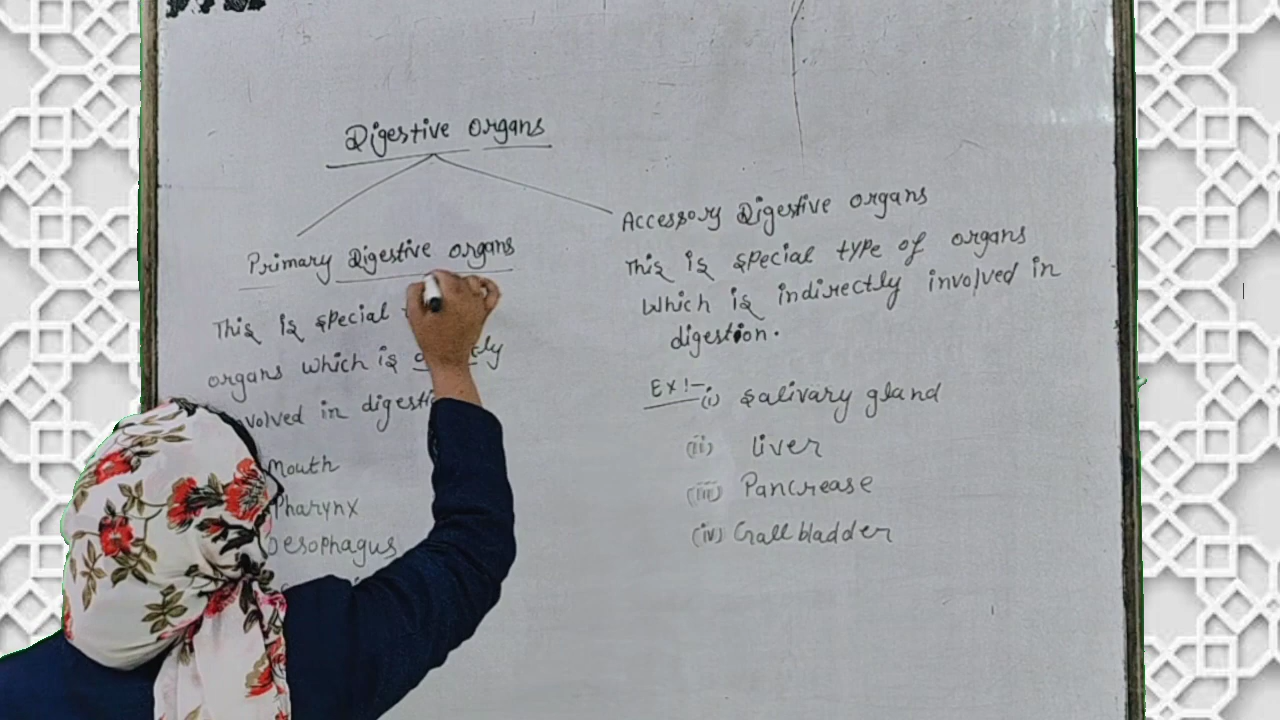 Digestive Organs
Primary Digestive organs
This is special
organs which is
in digesti
Mouth
Pharynx
Oesophagus
Accessory Digestive organs
This is special type of organs
which is indirectly involved in
digestion.
Ex!- (i) Salivary gland
(ii) liver
(iii) Pancrease
(iv) Gall bladder